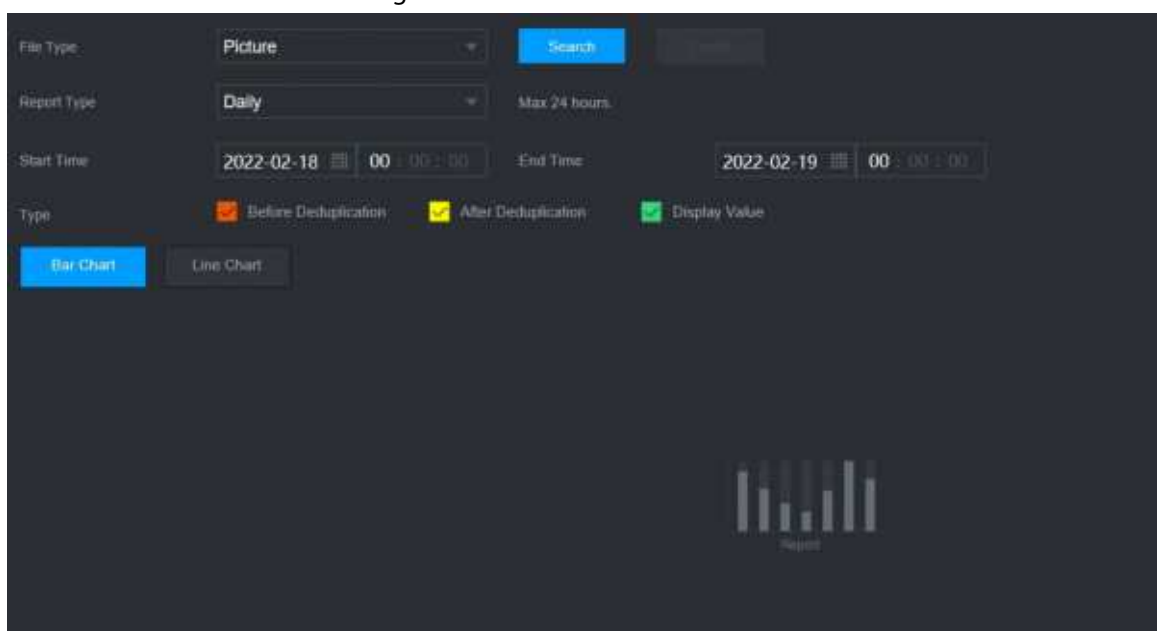 File Type Picture Search
Report Type Daily Max 24 hours.
Start Time 2022-02-18 00 : 00 : 00 End Time 2022-02-19 00 : 00 : 00
Type Before Deduplication After Deduplication Display Value
Bar Chart Line Chart
Report